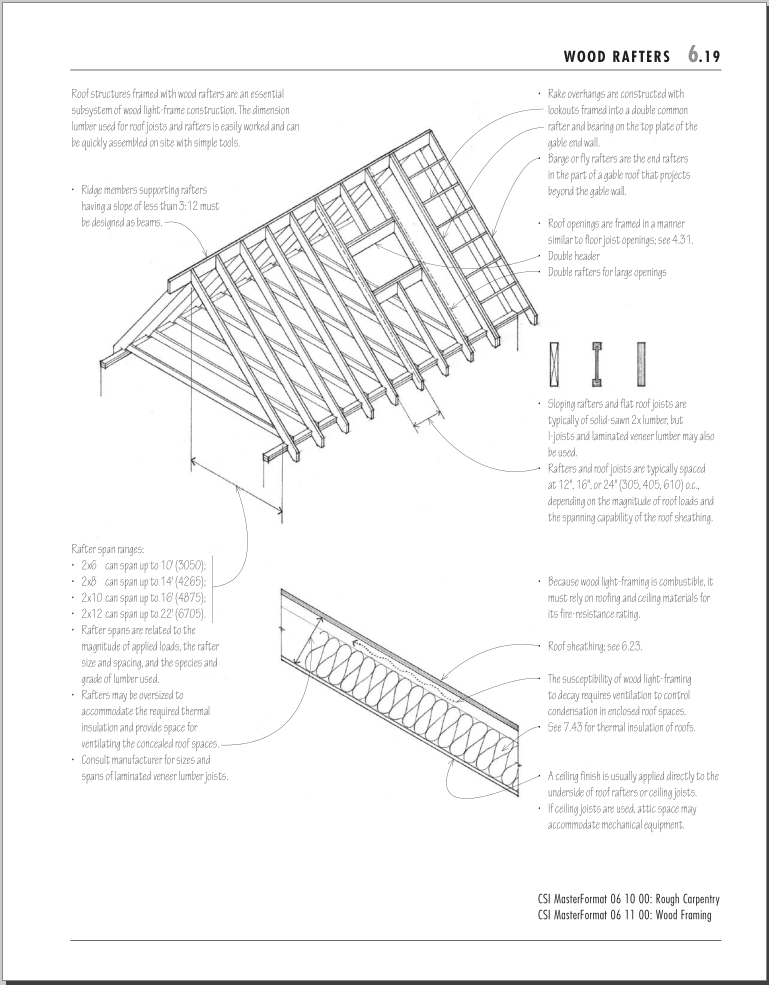 WOOD RAFTERS 6.19
Roof structures framed with wood rafters are an essential
subsystem of wood light-frame construction. The dimension
lumber used for roof joists and rafters is easily worked and can
be quickly assembled on site with simple tools.
• Ridge members supporting rafters
having a slope of less than 3:12 must
be designed as beams.
• Rake overhangs are constructed with
lookouts framed into a double common
rafter and bearing on the top plate of the
gable end wall.
• Barge or fly rafters are the end rafters
in the part of a gable roof that projects
beyond the gable wall.
• Roof openings are framed in a manner
similar to floor joist openings; see 4.31.
• Double header
• Double rafters for large openings
• Sloping rafters and flat roof joists are
typically of solid-sawn 2x lumber, but
I-joists and laminated veneer lumber may also
be used.
• Rafters and roof joists are typically spaced
at 12", 16", or 24" (305, 405, 610) o.c.,
depending on the magnitude of roof loads and
the spanning capability of the roof sheathing.
Rafter span ranges:
• 2x6 can span up to 10' (3050);
• 2x8 can span up to 14' (4265);
• 2x10 can span up to 16' (4875);
• 2x12 can span up to 22' (6705).
• Rafter spans are related to the
magnitude of applied loads, the rafter
size and spacing, and the species and
grade of lumber used.
• Rafters may be oversized to
accommodate the required thermal
insulation and provide space for
ventilating the concealed roof spaces.
• Consult manufacturer for sizes and
spans of laminated veneer lumber joists.
• Because wood light-framing is combustible, it
must rely on roofing and ceiling materials for
its fire-resistance rating.
• Roof sheathing; see 6.23.
• The susceptibility of wood light-framing
to decay requires ventilation to control
condensation in enclosed roof spaces.
• See 7.43 for thermal insulation of roofs.
• A ceiling finish is usually applied directly to the
underside of roof rafters or ceiling joists.
• If ceiling joists are used, attic space may
accommodate mechanical equipment.
CSI MasterFormat 06 10 00: Rough Carpentry
CSI MasterFormat 06 11 00: Wood Framing